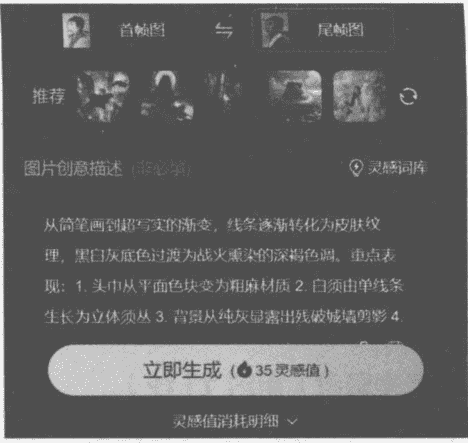 首帧图 尾帧图
推荐
图片创意描述 (非必填) 灵感词库
从简笔画到超写实的渐变，线条逐渐转化为皮肤纹
理，黑白灰底色过渡为战火熏染的深褐色调。重点表
现：1. 头巾从平面色块变为粗麻材质 2. 白须由单线条
生长为立体须丛 3. 背景从纯灰显露出残破城墙剪影 4.
立即生成 (35灵感值)
灵感值消耗明细